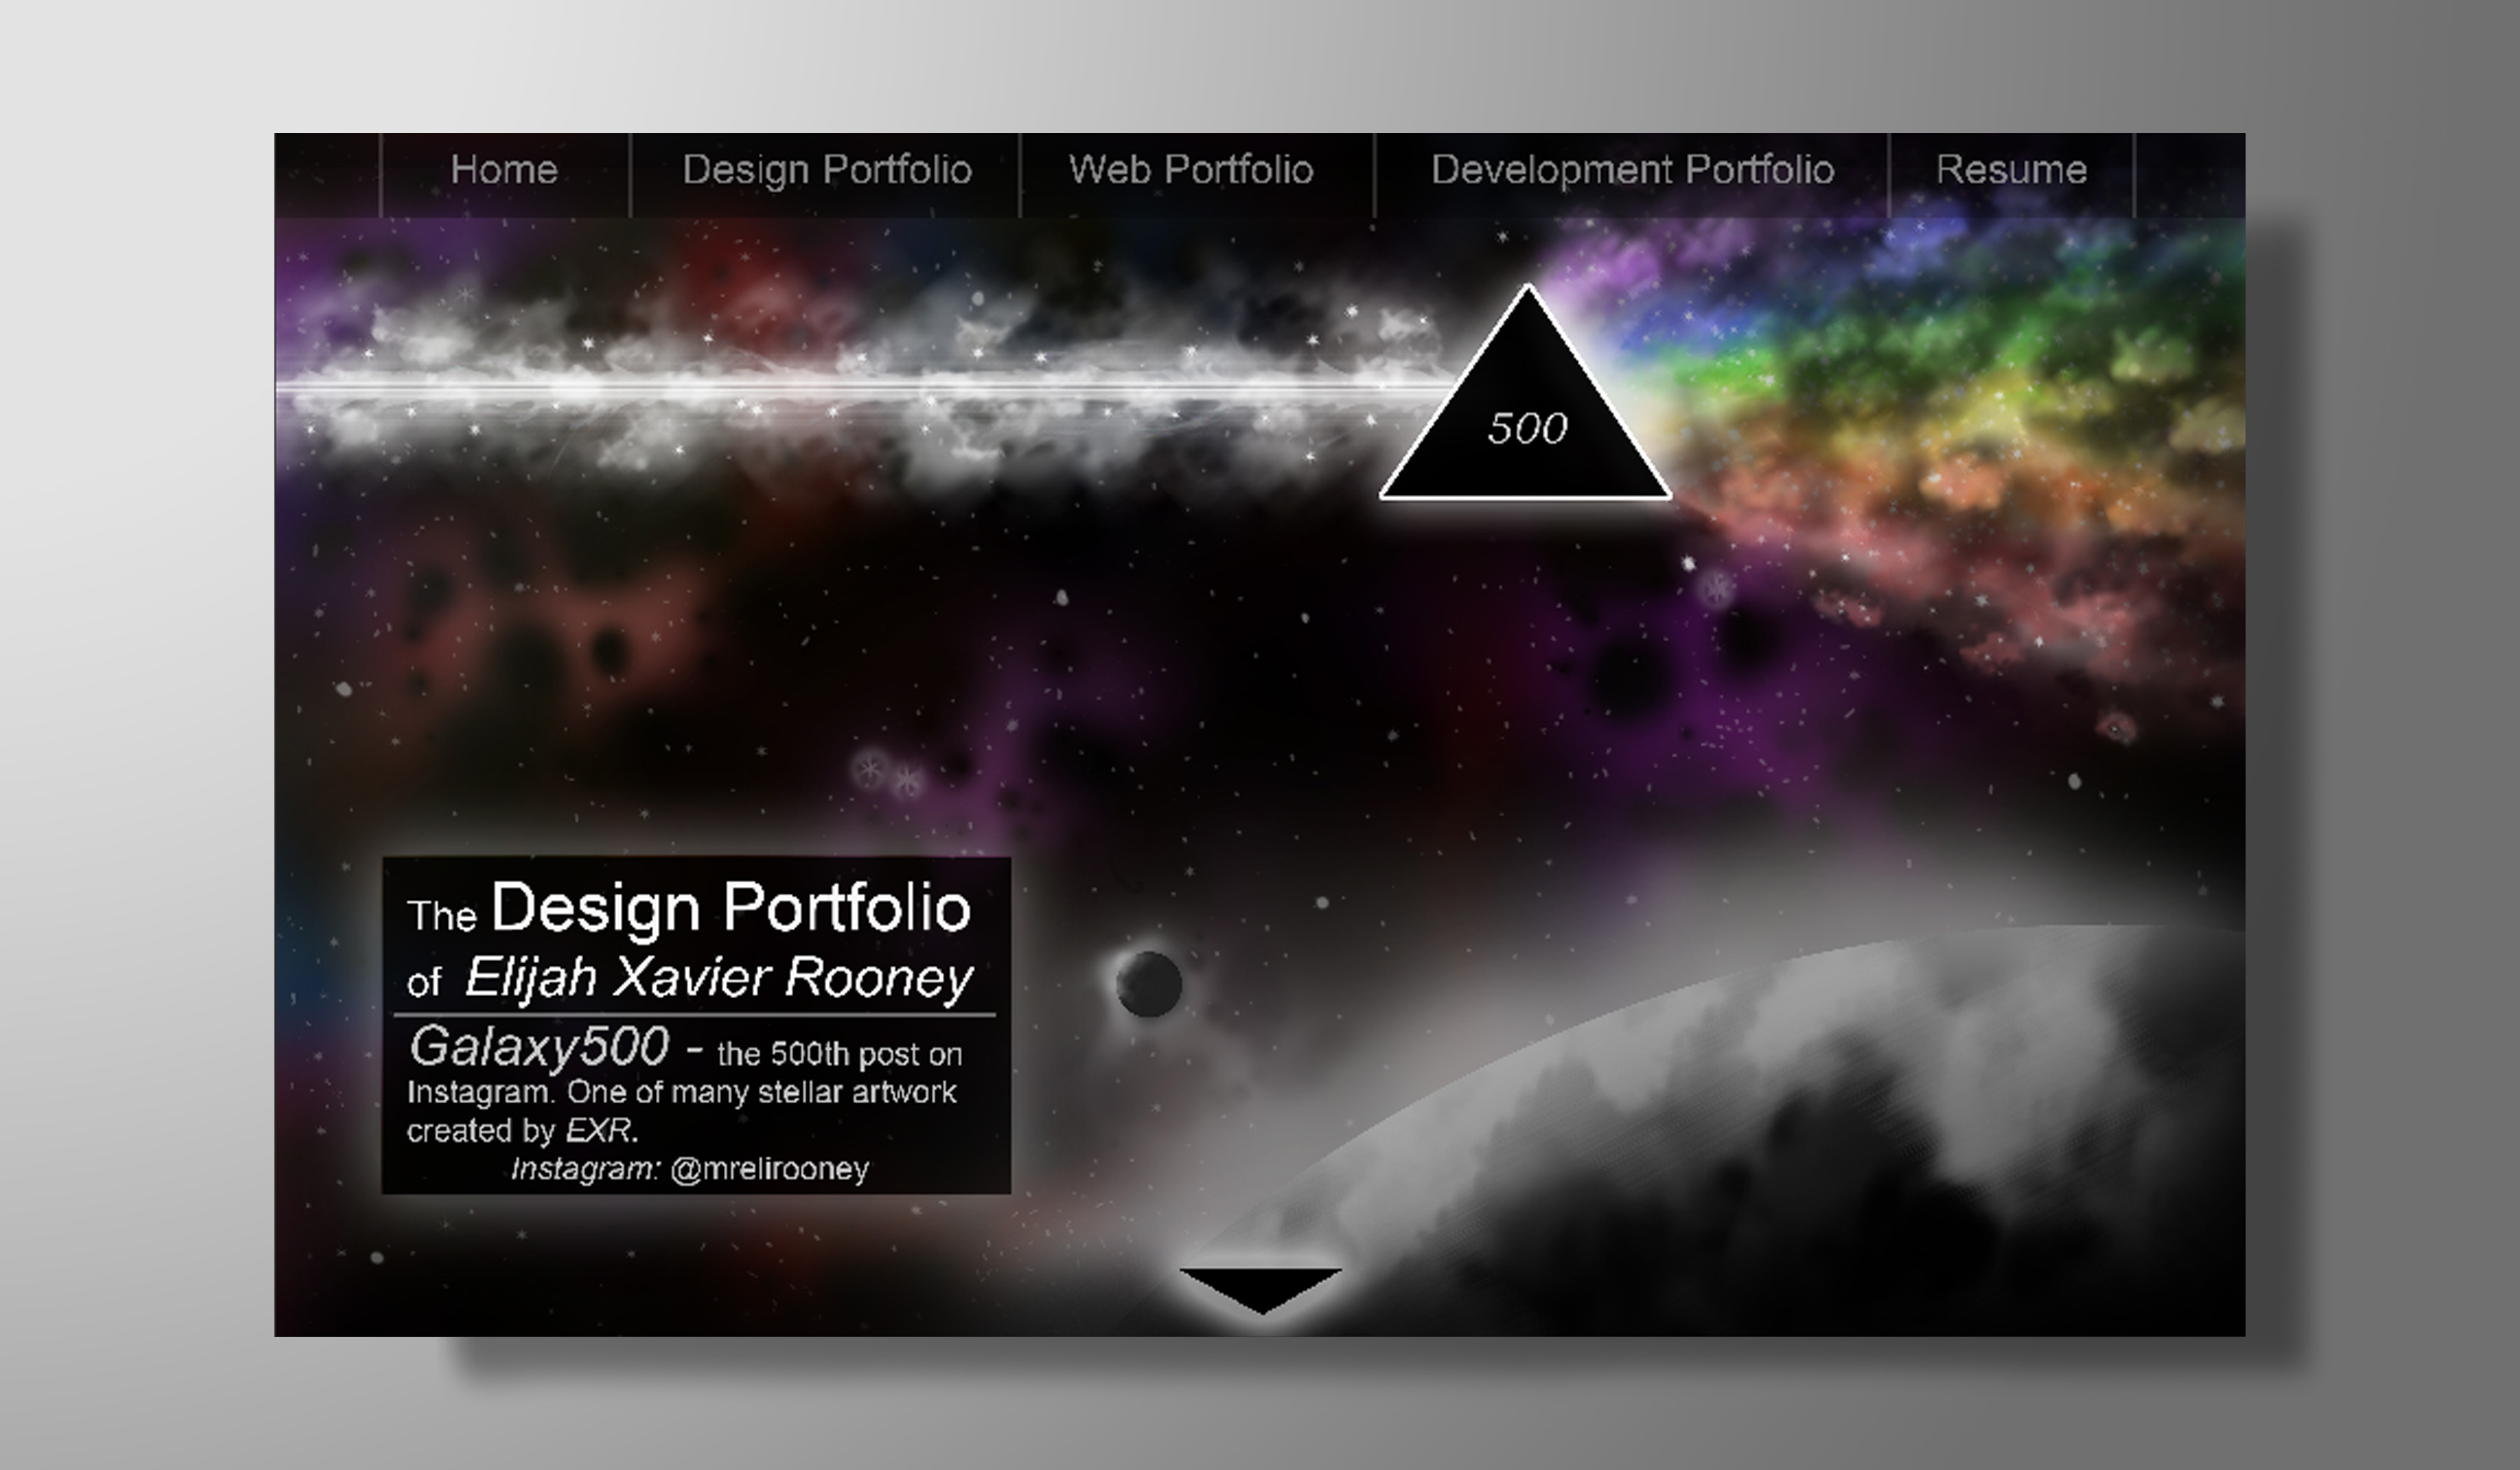 Home Design Portfolio Web Portfolio Development Portfolio Resume
500
The Design Portfolio
of Elijah Xavier Rooney
Galaxy500 - the 500th post on
Instagram. One of many stellar artwork
created by EXR.
Instagram: @mrelirooney